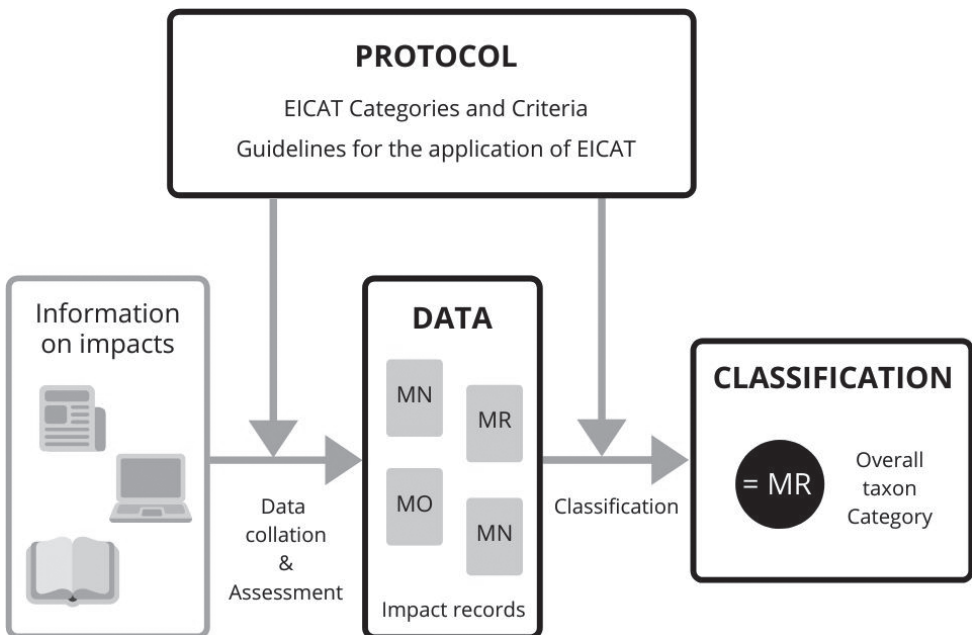 PROTOCOL
EICAT Categories and Criteria
Guidelines for the application of EICAT
Information
on impacts
Data
collation
&
Assessment
DATA
MN
MR
MO
MN
Impact records
Classification
CLASSIFICATION
= MR
Overall
taxon
Category